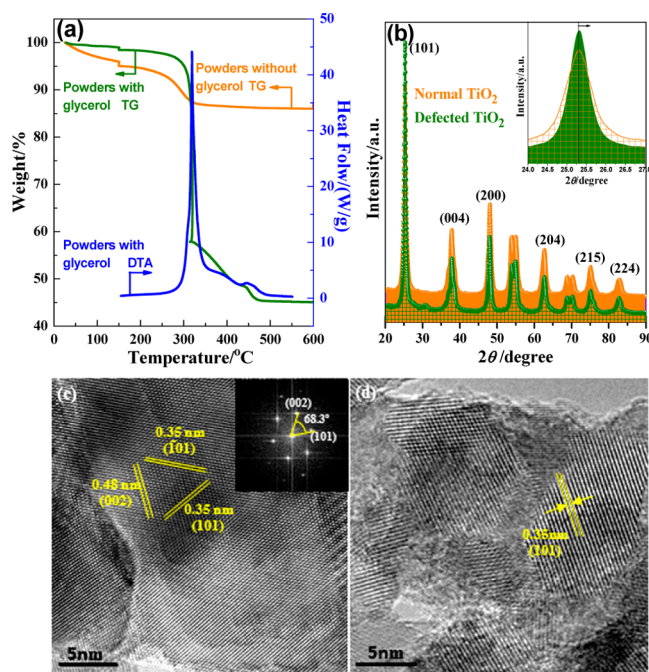 (a)
100
90
80
70
60
50
40
Weight/%
0
100
200
300
400
500
600
Temperature/°C
45
40
35
30
25
20
15
10
5
0
Heat Folw/(W/g)
Powders with
glycerol TG
Powders without
glycerol TG
Powders with
glycerol DTA
(b)
(101)
Normal TiO2
Defected TiO2
(004)
(200)
(204)
(215)
(224)
Intensity/a.u.
20
30
40
50
60
70
80
90
2θ /degree
Intensity/a.u.
24.0
24.5
25.0
25.5
26.0
26.5
27.0
2θ/degree
(c)
0.35 nm
(1̄01)
0.48 nm
(002)
0.35 nm
(101)
(002)
68.3°
(101)
5nm
(d)
0.35nm
(101)
5nm